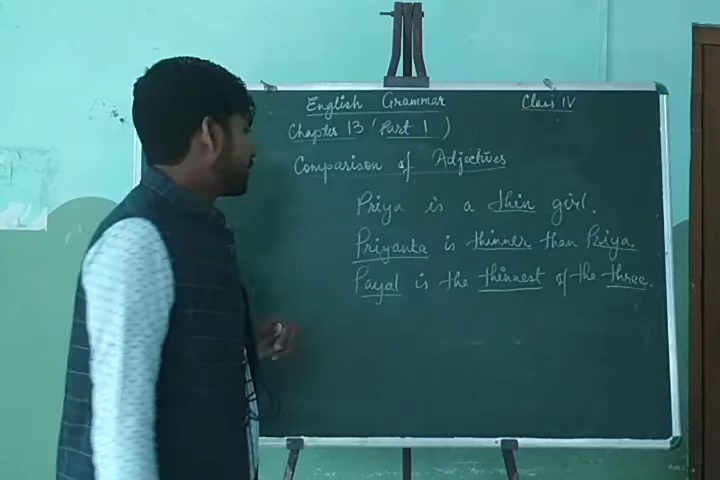 English Grammar Class IV
Chapter 13 (Part 1)
Comparison of Adjectives
Priya is a thin girl.
Priyanka is thinner than Priya.
Payal is the thinnest of the three.